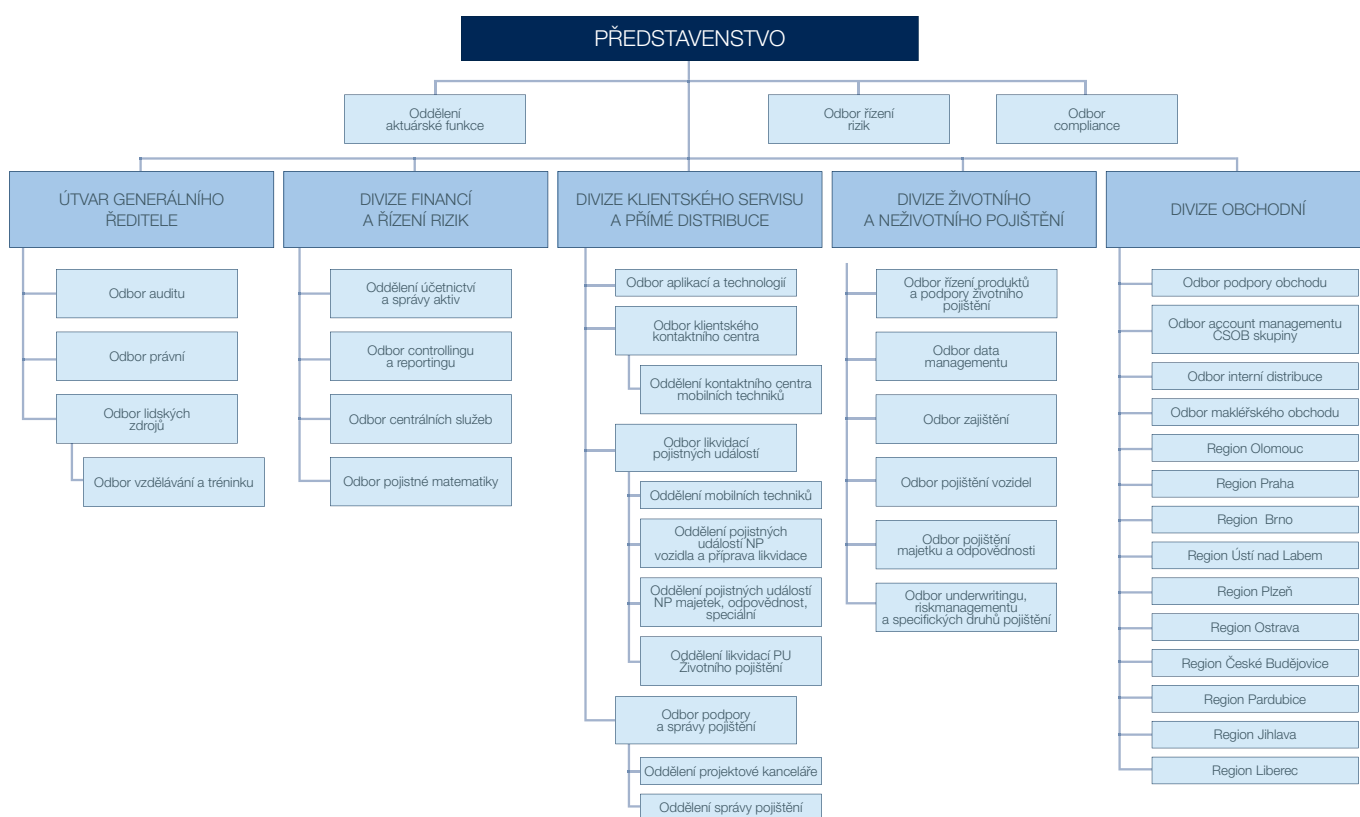 PŘEDSTAVENSTVO
Oddělení
aktuárské funkce
Odbor řízení
rizik
Odbor
compliance
ÚTVAR GENERÁLNÍHO
ŘEDITELE
DIVIZE FINANCÍ
A ŘÍZENÍ RIZIK
DIVIZE KLIENTSKÉHO SERVISU
A PŘÍMÉ DISTRIBUCE
DIVIZE ŽIVOTNÍHO
A NEŽIVOTNÍHO POJIŠTĚNÍ
DIVIZE OBCHODNÍ
Odbor auditu
Odbor právní
Odbor lidských
zdrojů
Odbor vzdělávání a tréninku
Oddělení účetnictví
a správy aktiv
Odbor controllingu
a reportingu
Odbor centrálních služeb
Odbor pojistné matematiky
Odbor aplikací a technologií
Odbor klientského
kontaktního centra
Oddělení kontaktního centra
mobilních techniků
Odbor likvidací
pojistných událostí
Oddělení mobilních techniků
Oddělení pojistných
událostí NP
vozidla a příprava likvidace
Oddělení pojistných událostí
NP majetek, odpovědnost,
speciální
Oddělení likvidací PU
Životního pojištění
Odbor podpory
a správy pojištění
Oddělení projektové kanceláře
Oddělení správy pojištění
Odbor řízení produktů
a podpory životního
pojištění
Odbor data
managementu
Odbor zajištění
Odbor pojištění vozidel
Odbor pojištění
majetku a odpovědnosti
Odbor underwritingu,
riskmanagementu
a specifických druhů pojištění
Odbor podpory obchodu
Odbor account managementu
ČSOB skupiny
Odbor interní distribuce
Odbor makléřského obchodu
Region Olomouc
Region Praha
Region Brno
Region Ústí nad Labem
Region Plzeň
Region Ostrava
Region České Budějovice
Region Pardubice
Region Jihlava
Region Liberec